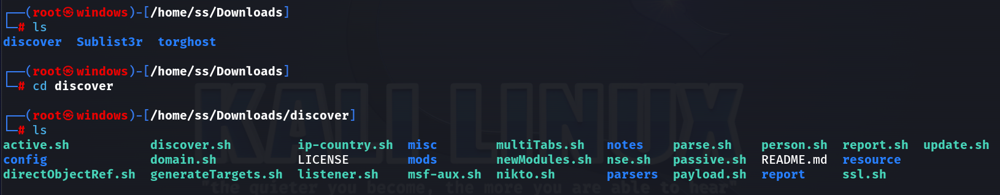 ┌──(root㉿windows)-[/home/ss/Downloads]
└─# ls
discover  Sublist3r  torghost
┌──(root㉿windows)-[/home/ss/Downloads]
└─# cd discover
┌──(root㉿windows)-[/home/ss/Downloads/discover]
└─# ls
active.sh           discover.sh         ip-country.sh  misc        multiTabs.sh   notes    parse.sh    person.sh  report.sh  update.sh
config              domain.sh           LICENSE        mods        newModules.sh  nse.sh   passive.sh  README.md  resource
directObjectRef.sh  generateTargets.sh  listener.sh    msf-aux.sh  nikto.sh       parsers  payload.sh  report     ssl.sh
KALI LINUX
"the quieter you become, the more you are able to hear"